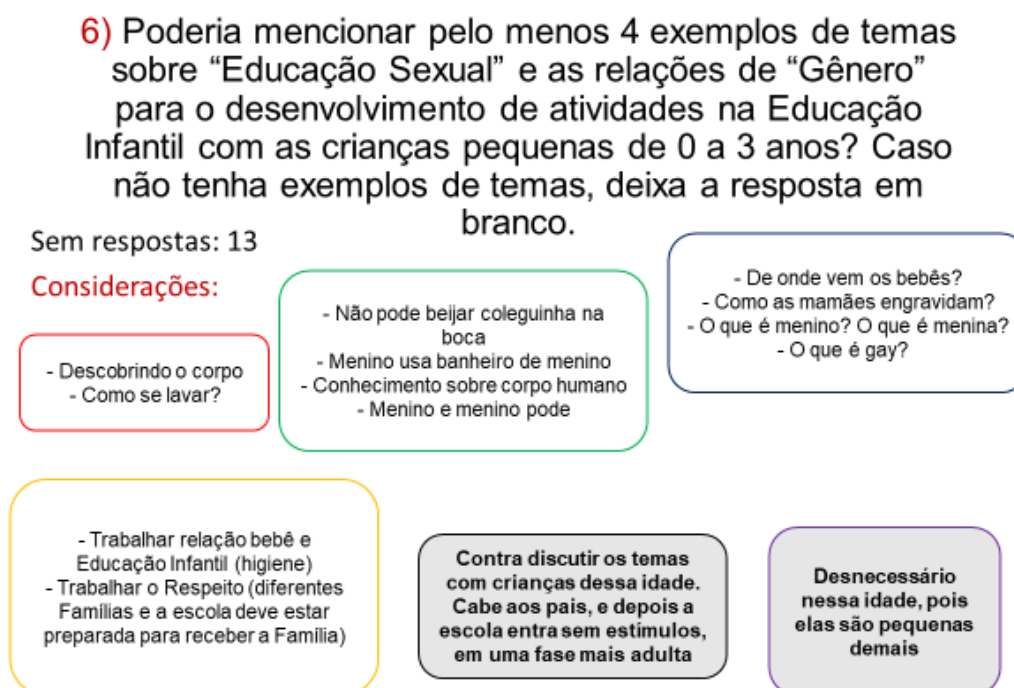 6) Poderia mencionar pelo menos 4 exemplos de temas
sobre “Educação Sexual” e as relações de “Gênero”
para o desenvolvimento de atividades na Educação
Infantil com as crianças pequenas de 0 a 3 anos? Caso
não tenha exemplos de temas, deixa a resposta em
branco.
Sem respostas: 13
Considerações:
- Descobrindo o corpo
- Como se lavar?
- Não pode beijar coleguinha na
boca
- Menino usa banheiro de menino
- Conhecimento sobre corpo humano
- Menino e menino pode
- De onde vem os bebês?
- Como as mamães engravidam?
- O que é menino? O que é menina?
- O que é gay?
- Trabalhar relação bebê e
Educação Infantil (higiene)
- Trabalhar o Respeito (diferentes
Famílias e a escola deve estar
preparada para receber a Família)
Contra discutir os temas
com crianças dessa idade.
Cabe aos pais, e depois a
escola entra sem estímulos,
em uma fase mais adulta
Desnecessário
nessa idade, pois
elas são pequenas
demais